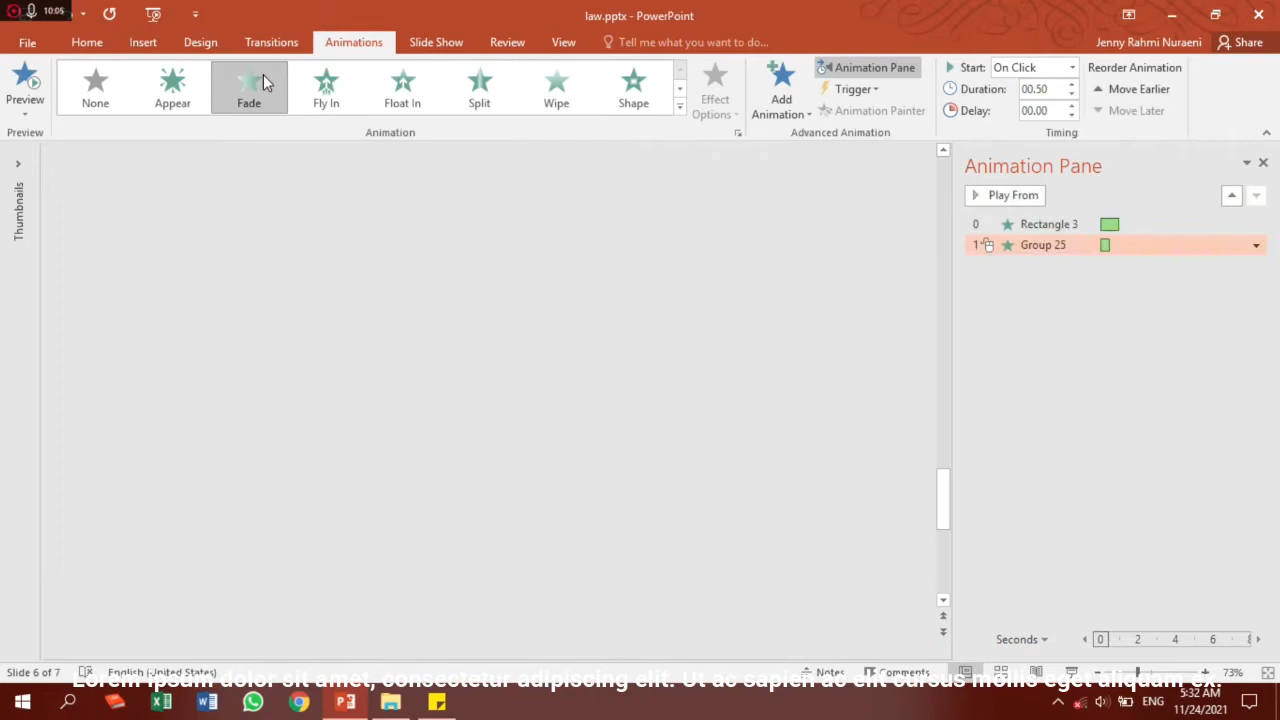 10:05
law.pptx - PowerPoint
File Home Insert Design Transitions Animations Slide Show Review View Tell me what you want to do... Jenny Rahmi Nuraeni Share
Preview
None Appear Fade Fly In Float In Split Wipe Shape
Effect Options
Add Animation
Animation Pane
Trigger
Animation Painter
Start: On Click
Duration: 00.50
Delay: 00.00
Reorder Animation
Move Earlier
Move Later
Preview Animation Advanced Animation Timing
Thumbnails
Animation Pane
Play From
0 Rectangle 3
1 Group 25
Seconds 0 2 4 6 8
Slide 6 of 7 English (United States) Notes Comments 73%
Lorem ipsum dolor sit amet, consectetur adipiscing elit. Ut ac sapien ac elit cursus mollis eget aliquam ex.
ENG
5:32 AM
11/24/2021